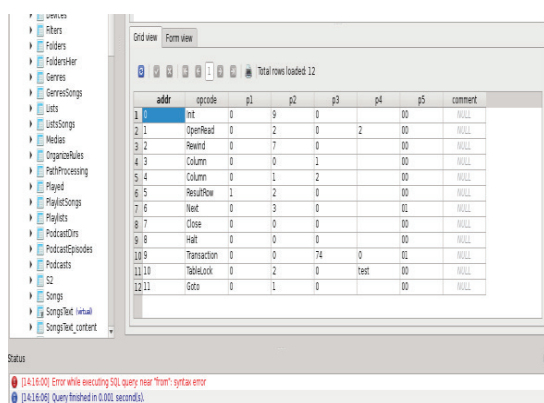 Devices
Filters
Folders
FoldersHier
Genres
GenresSongs
Lists
ListsSongs
Medias
OrganizeRules
PathProcessing
Played
PlaylistSongs
Playlists
PodcastDirs
PodcastEpisodes
Podcasts
S2
Songs
SongsText (virtual)
SongsText_content
Grid view Form view
1 Total rows loaded: 12
addr opcode p1 p2 p3 p4 p5 comment
1 0 Init 0 9 0 00 NULL
2 1 OpenRead 0 2 0 2 00 NULL
3 2 Rewind 0 7 0 00 NULL
4 3 Column 0 0 1 00 NULL
5 4 Column 0 1 2 00 NULL
6 5 ResultRow 1 2 0 00 NULL
7 6 Next 0 3 0 01 NULL
8 7 Close 0 0 0 00 NULL
9 8 Halt 0 0 0 00 NULL
10 9 Transaction 0 0 74 0 01 NULL
11 10 TableLock 0 2 0 test 00 NULL
12 11 Goto 0 1 0 00 NULL
Status
[14:16:00] Error while executing SQL query: near "from": syntax error
[14:16:06] Query finished in 0.001 second(s).